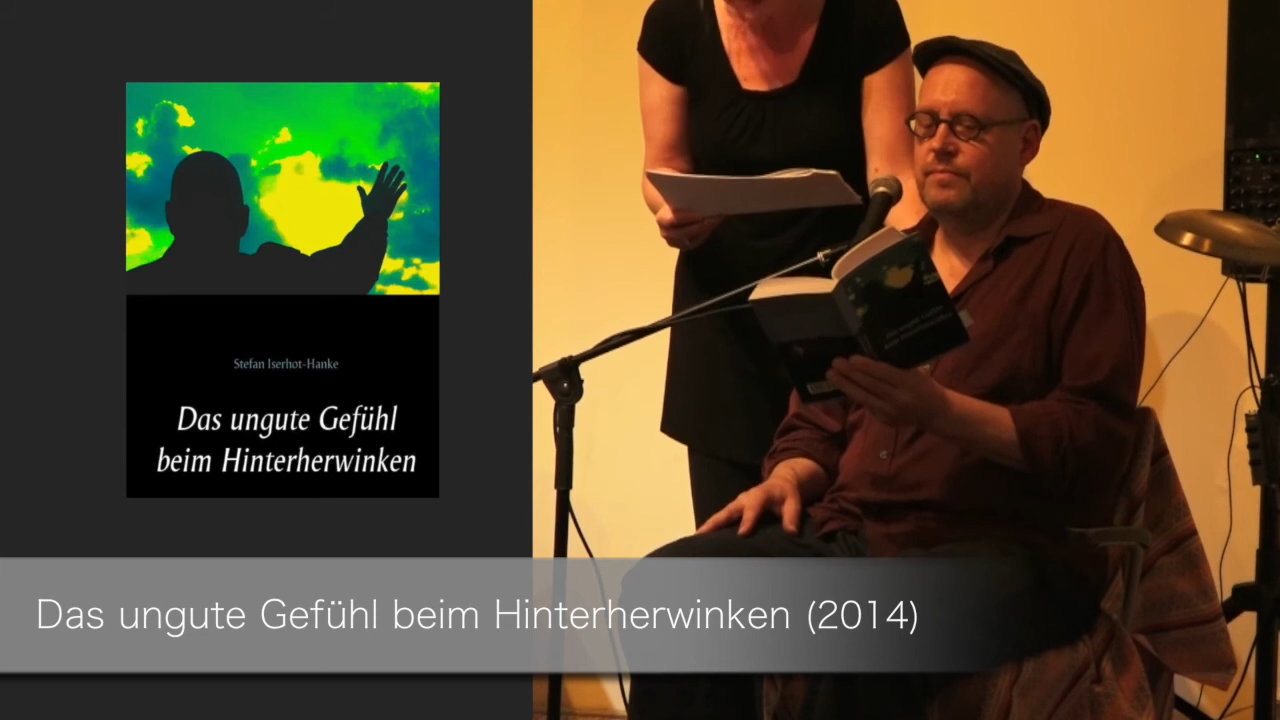 Stefan Iserhot-Hanke
Das ungute Gefühl
beim Hinterherwinken
Das ungute Gefühl beim Hinterherwinken (2014)